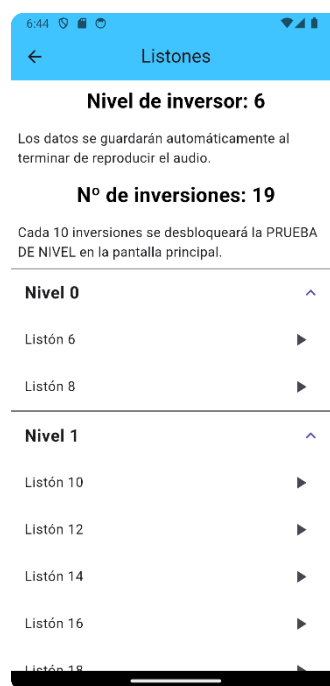 6:44
Listones
Nivel de inversor: 6
Los datos se guardarán automáticamente al
terminar de reproducir el audio.
Nº de inversiones: 19
Cada 10 inversiones se desbloqueará la PRUEBA
DE NIVEL en la pantalla principal.
Nivel 0
Listón 6
Listón 8
Nivel 1
Listón 10
Listón 12
Listón 14
Listón 16
Listón 18